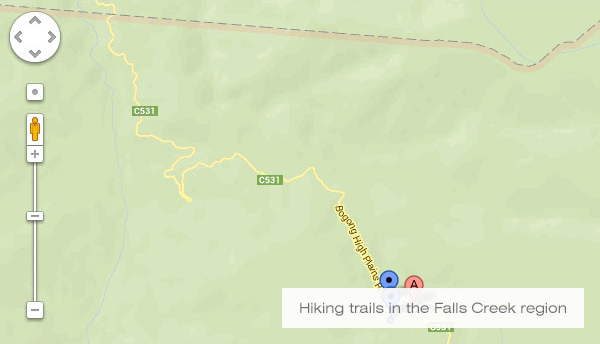 C531
C531
Bogong High Plains R
A
Hiking trails in the Falls Creek region
C531